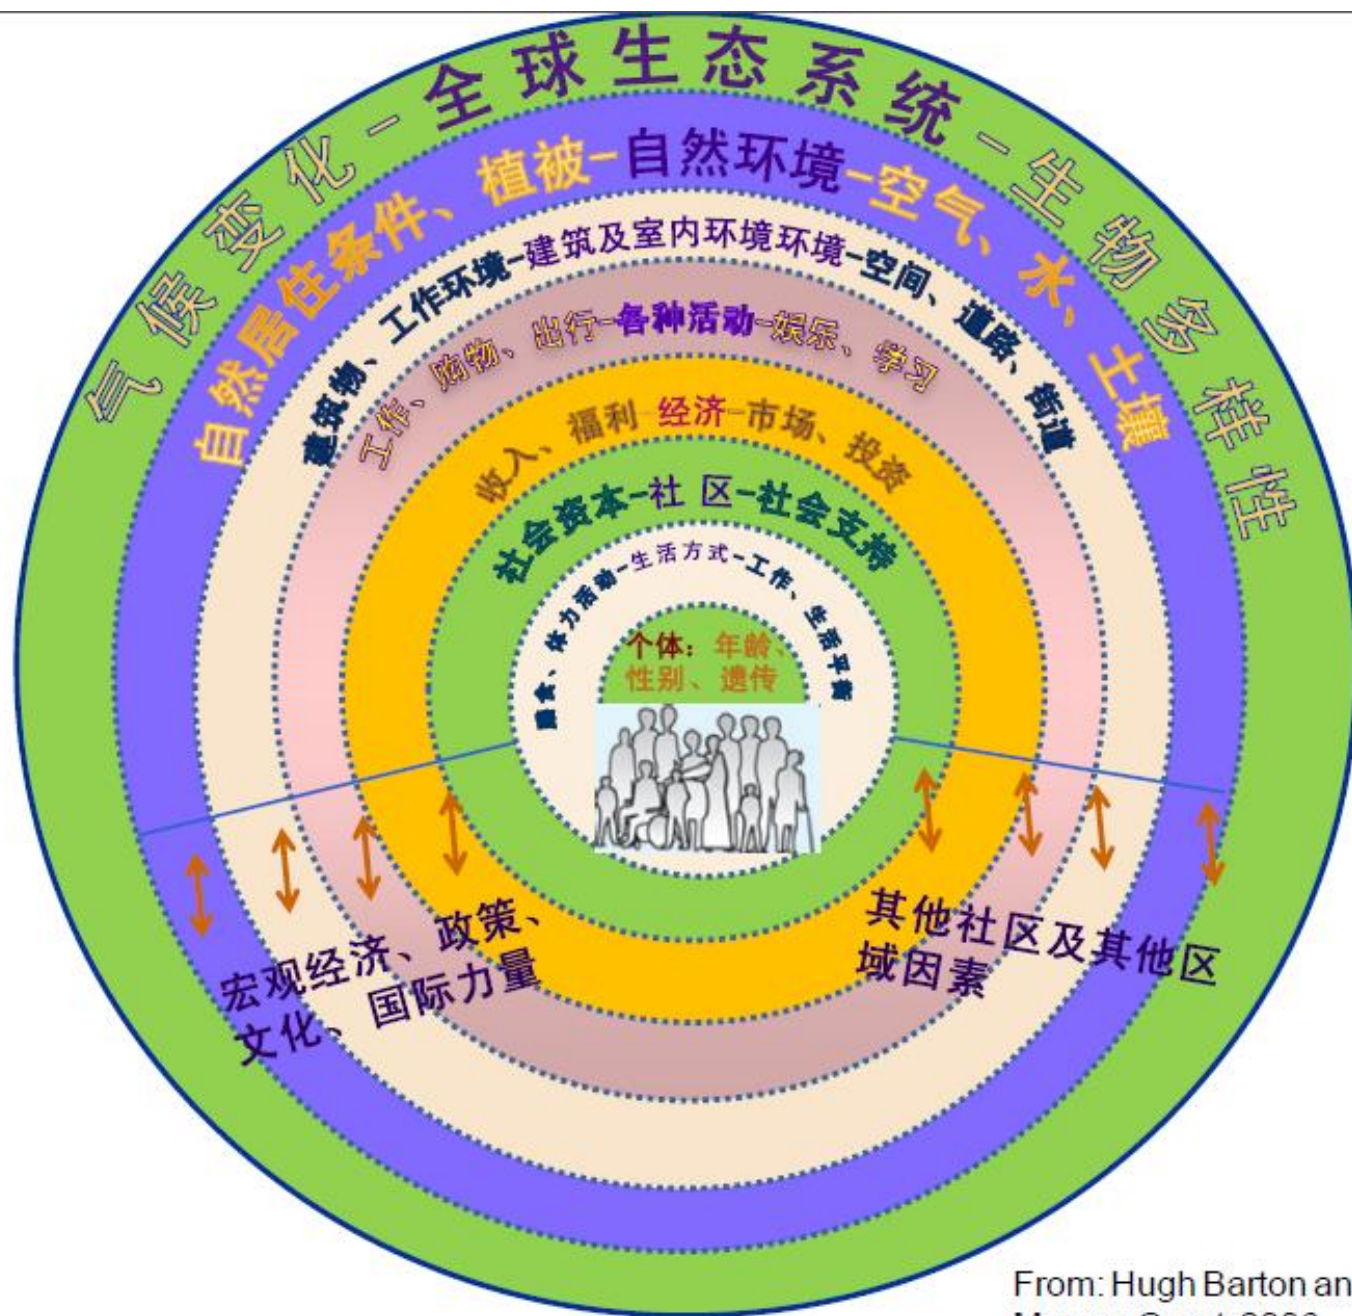 气候变化-全球生态系统-生物多样性
自然居住条件、植被-自然环境-空气、水、土壤
建筑物、工作环境-建筑及室内环境环境-空间、道路、街道
工作、购物、出行-各种活动-娱乐、学习
收入、福利-经济-市场、投资
社会资本-社区-社会支持
膳食、体力活动-生活方式-工作、生活平衡
个体：年龄、
性别、遗传
宏观经济、政策、
文化、国际力量
其他社区及其他区
域因素
From: Hugh Barton an